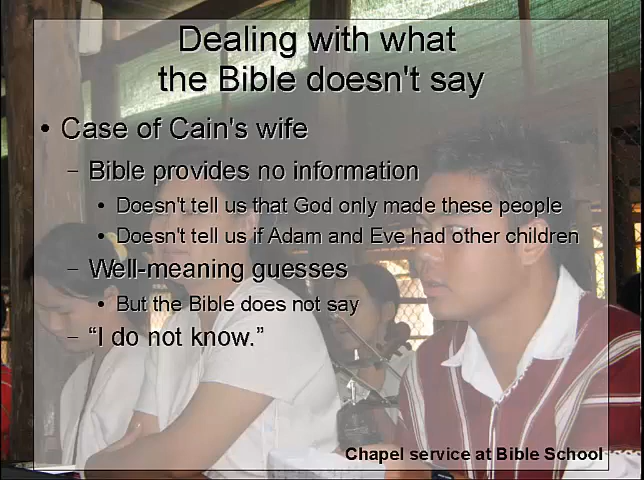 Dealing with what
the Bible doesn't say
• Case of Cain's wife
– Bible provides no information
• Doesn't tell us that God only made these people
• Doesn't tell us if Adam and Eve had other children
– Well-meaning guesses
• But the Bible does not say
– “I do not know.”
Chapel service at Bible School